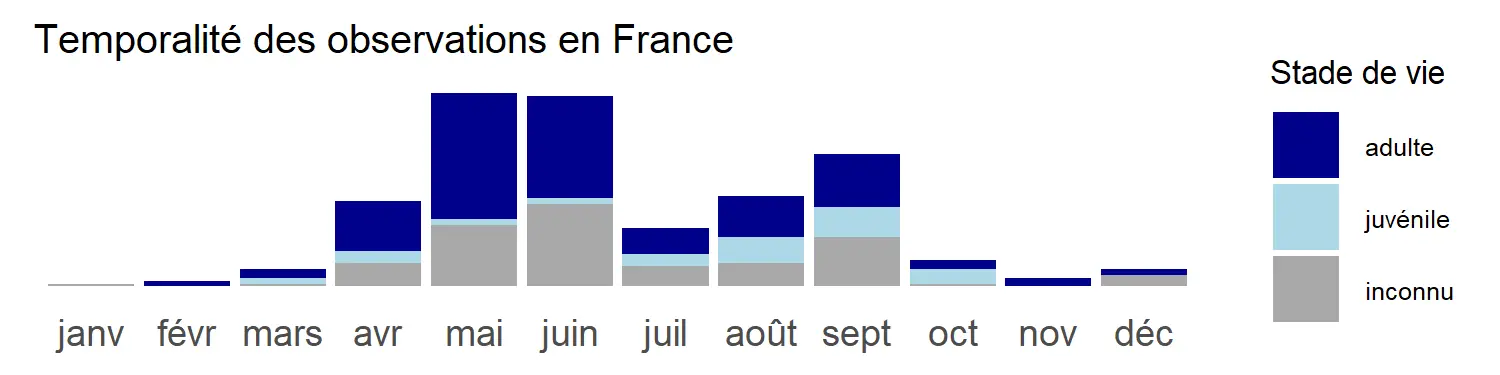 Temporalité des observations en France
Stade de vie
adulte
juvénile
inconnu
janv févr mars avr mai juin juil août sept oct nov déc